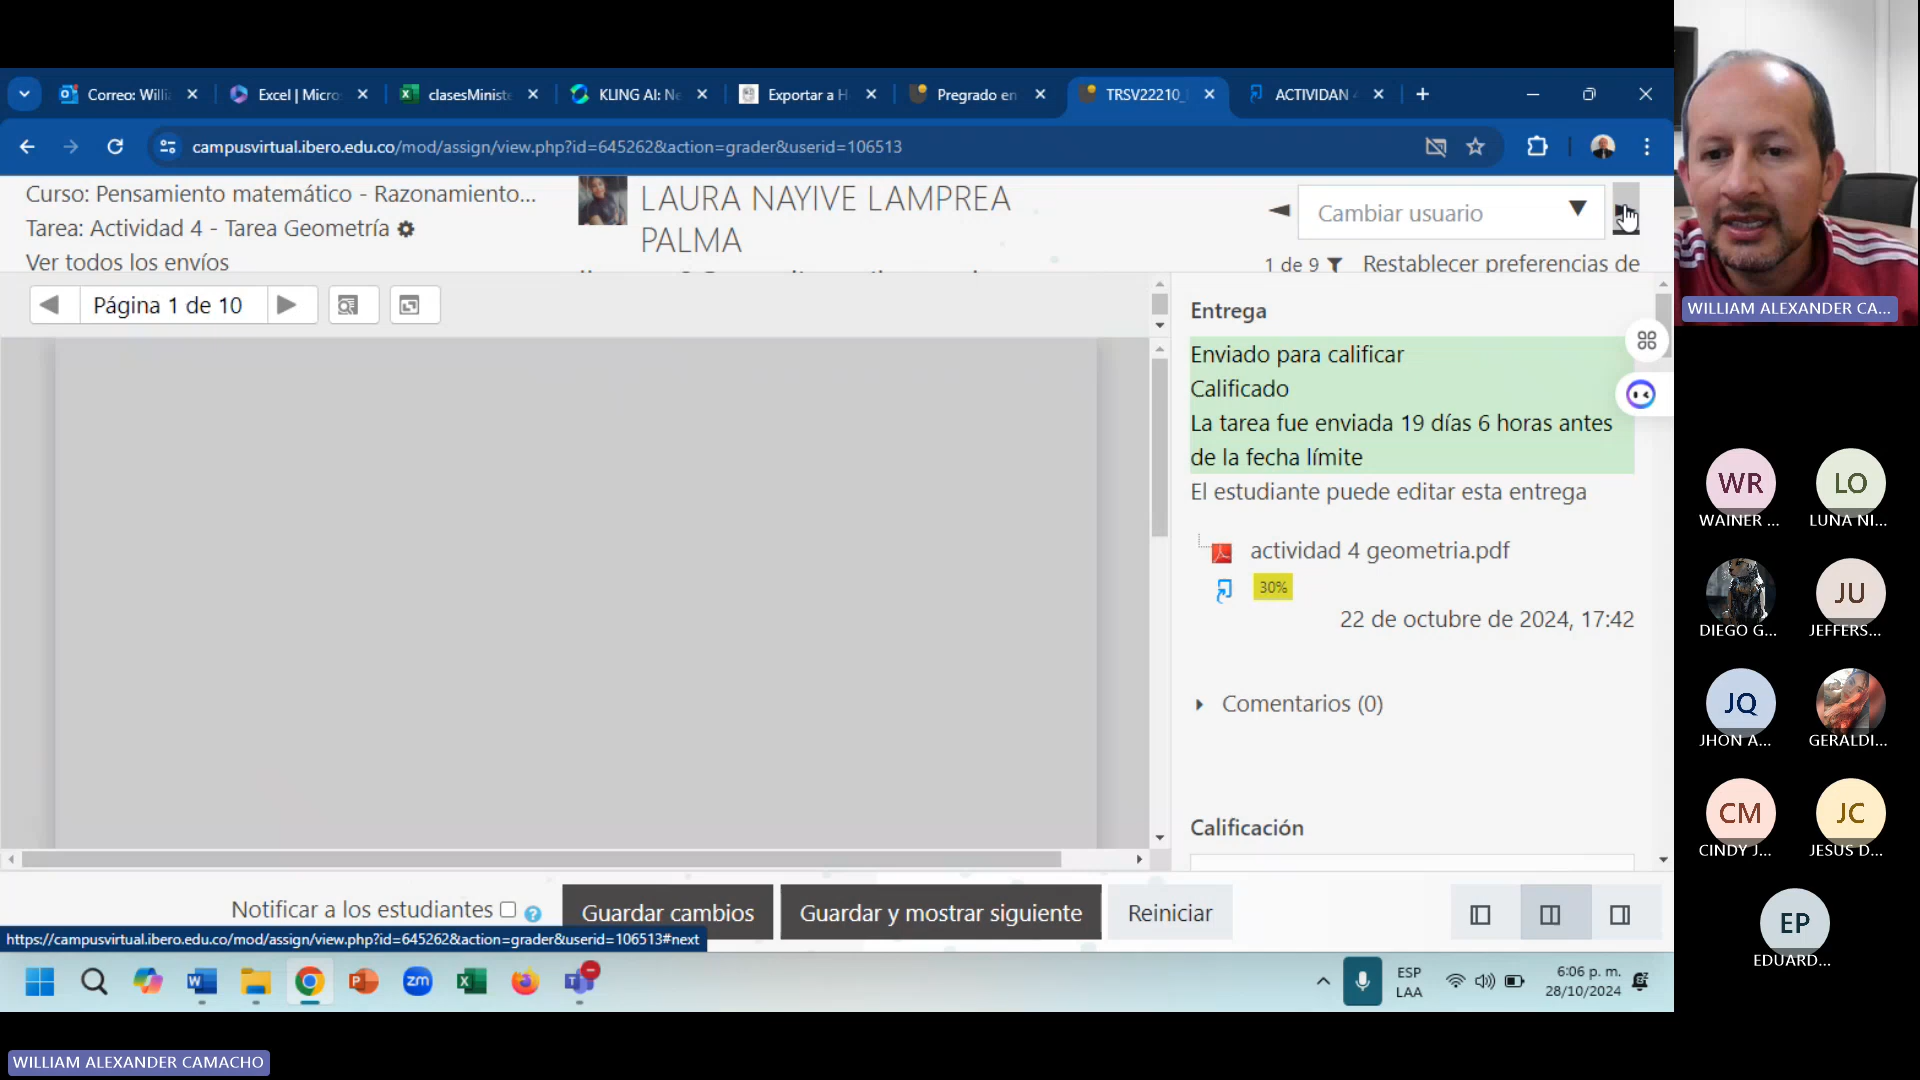 Correo: Willi
Excel | Micro
clasesMiniste
KLING AI: Ne
Exportar a H
Pregrado en
TRSV22210_
ACTIVIDAN
campusvirtual.ibero.edu.co/mod/assign/view.php?id=645262&action=grader&userid=106513
Curso: Pensamiento matemático - Razonamiento...
Tarea: Actividad 4 - Tarea Geometría
Ver todos los envíos
LAURA NAYIVE LAMPREA
PALMA
Cambiar usuario
1 de 9
Restablecer preferencias de
Página 1 de 10
Entrega
Enviado para calificar
Calificado
La tarea fue enviada 19 días 6 horas antes
de la fecha límite
El estudiante puede editar esta entrega
actividad 4 geometria.pdf
30%
22 de octubre de 2024, 17:42
Comentarios (0)
Calificación
Notificar a los estudiantes
Guardar cambios
Guardar y mostrar siguiente
Reiniciar
https://campusvirtual.ibero.edu.co/mod/assign/view.php?id=645262&action=grader&userid=106513#next
zm
ESP
LAA
6:06 p. m.
28/10/2024
WILLIAM ALEXANDER CA...
WR
WAINER ...
LO
LUNA NI...
DIEGO G...
JU
JEFFERS...
JQ
JHON A...
GERALDI...
CM
CINDY J...
JC
JESUS D...
EP
EDUARD...
WILLIAM ALEXANDER CAMACHO